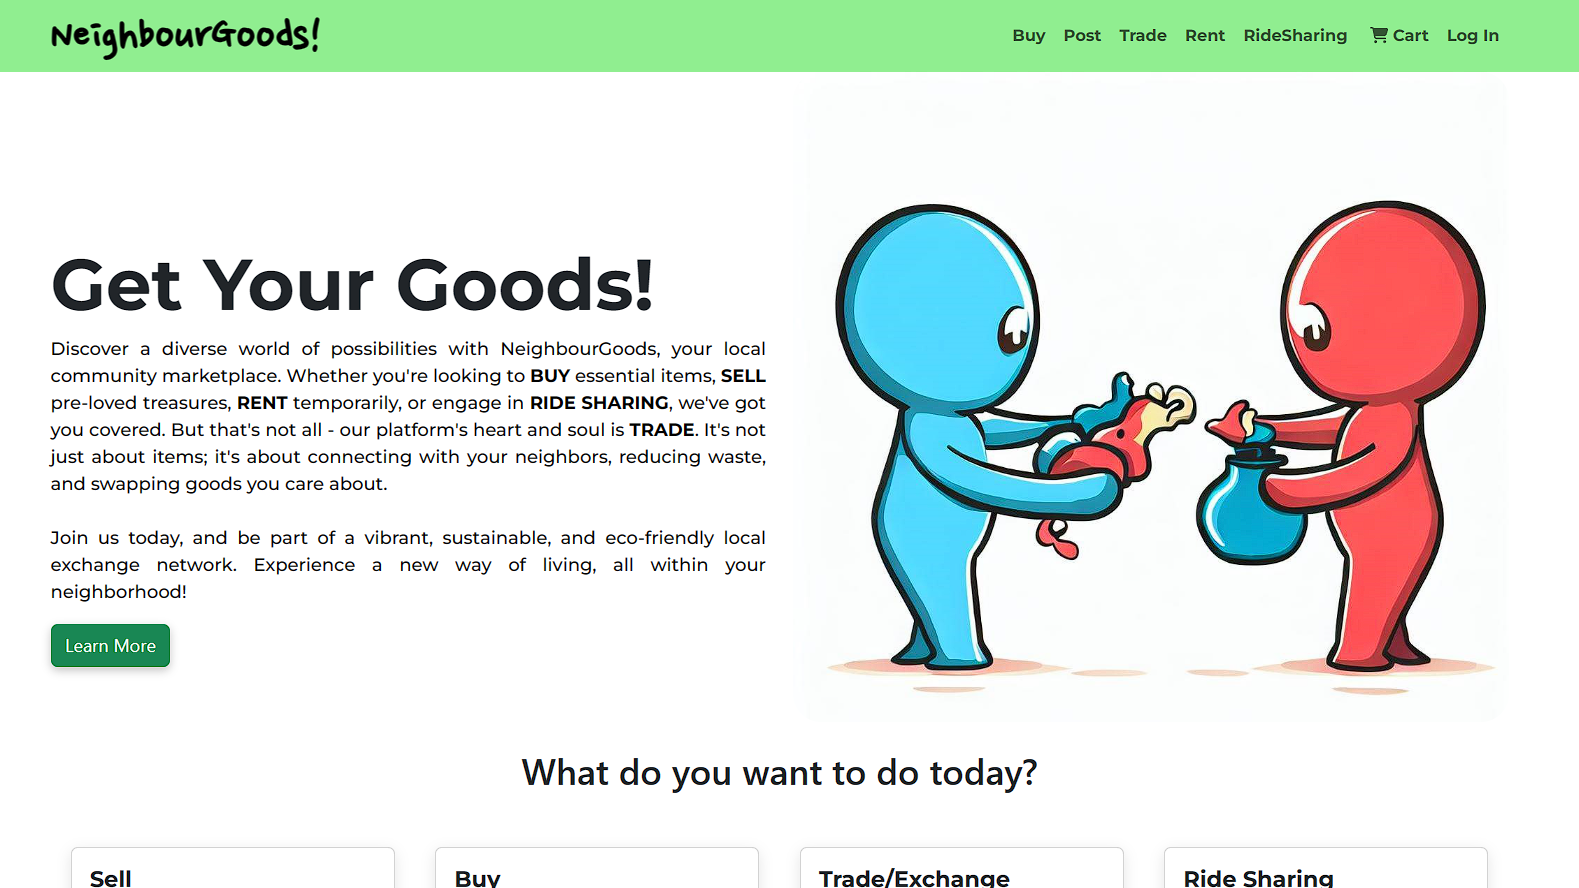 NeighbourGoods!
Buy Post Trade Rent RideSharing Cart Log In
Get Your Goods!
Discover a diverse world of possibilities with NeighbourGoods, your local
community marketplace. Whether you're looking to BUY essential items, SELL
pre-loved treasures, RENT temporarily, or engage in RIDE SHARING, we've got
you covered. But that's not all - our platform's heart and soul is TRADE. It's not
just about items; it's about connecting with your neighbors, reducing waste,
and swapping goods you care about.
Join us today, and be part of a vibrant, sustainable, and eco-friendly local
exchange network. Experience a new way of living, all within your
neighborhood!
Learn More
What do you want to do today?
Sell
Buy
Trade/Exchange
Ride Sharing